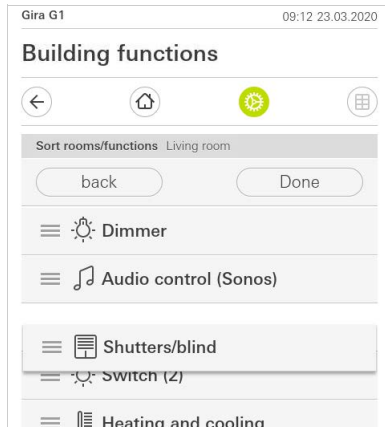 Gira G1 09:12 23.03.2020
Building functions
Sort rooms/functions Living room
back Done
Dimmer
Audio control (Sonos)
Shutters/blind
Switch (2)
Heating and cooling